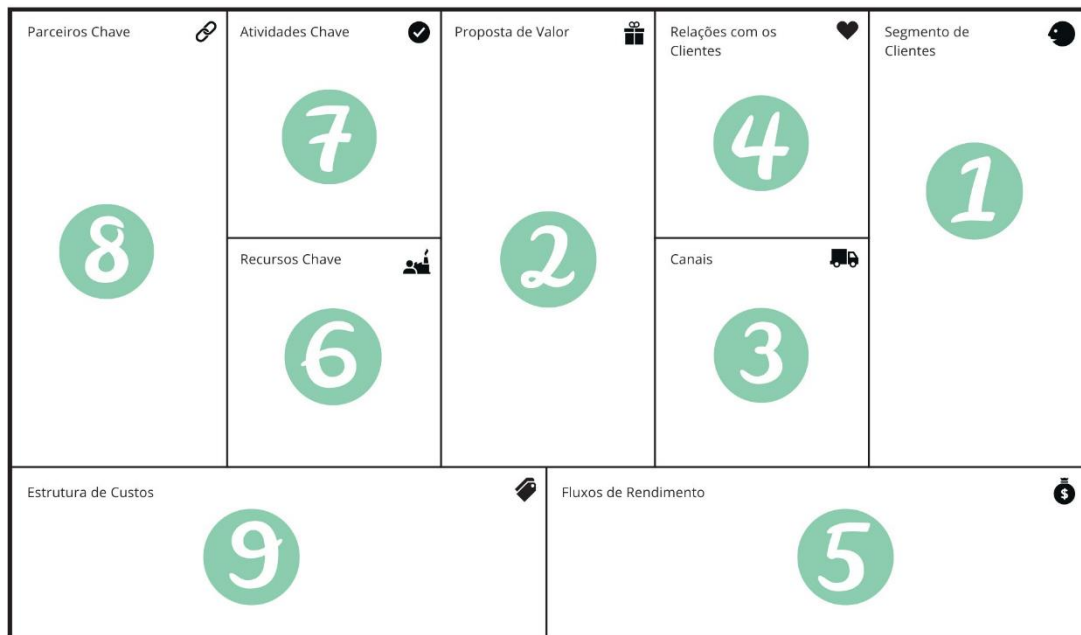 Parceiros Chave
8
Atividades Chave
7
Recursos Chave
6
Proposta de Valor
2
Relações com os
Clientes
4
Canais
3
Segmento de
Clientes
1
Estrutura de Custos
9
Fluxos de Rendimento
$
5